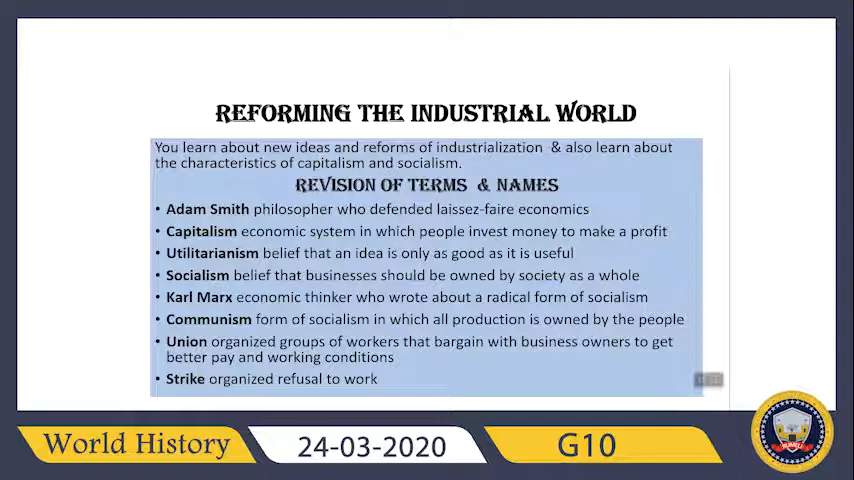 REFORMING THE INDUSTRIAL WORLD
You learn about new ideas and reforms of industrialization & also learn about
the characteristics of capitalism and socialism.
REVISION OF TERMS & NAMES
• Adam Smith philosopher who defended laissez-faire economics
• Capitalism economic system in which people invest money to make a profit
• Utilitarianism belief that an idea is only as good as it is useful
• Socialism belief that businesses should be owned by society as a whole
• Karl Marx economic thinker who wrote about a radical form of socialism
• Communism form of socialism in which all production is owned by the people
• Union organized groups of workers that bargain with business owners to get
better pay and working conditions
• Strike organized refusal to work
World History
24-03-2020
G10